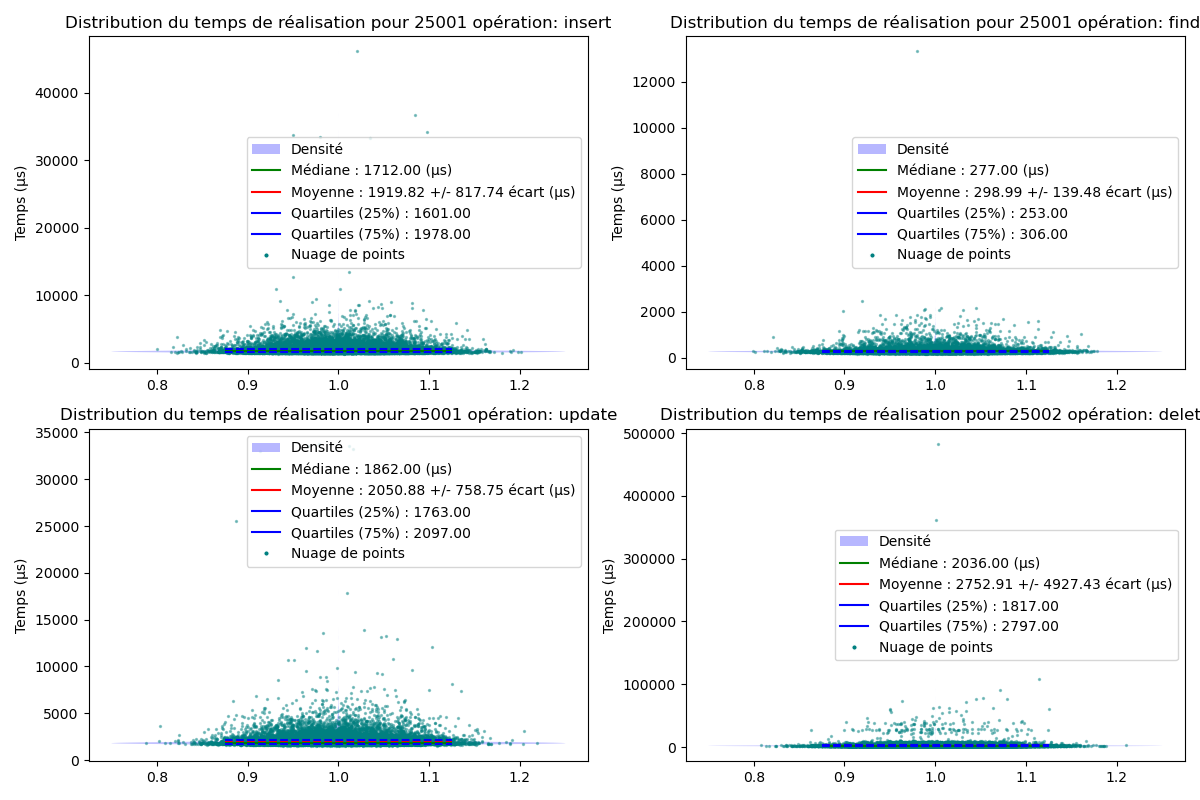 Distribution du temps de réalisation pour 25001 opération: insert
Temps (µs)
40000
30000
20000
10000
0
0.8 0.9 1.0 1.1 1.2
Densité
Médiane : 1712.00 (µs)
Moyenne : 1919.82 +/- 817.74 écart (µs)
Quartiles (25%) : 1601.00
Quartiles (75%) : 1978.00
Nuage de points
Distribution du temps de réalisation pour 25001 opération: find
Temps (µs)
12000
10000
8000
6000
4000
2000
0
0.8 0.9 1.0 1.1 1.2
Densité
Médiane : 277.00 (µs)
Moyenne : 298.99 +/- 139.48 écart (µs)
Quartiles (25%) : 253.00
Quartiles (75%) : 306.00
Nuage de points
Distribution du temps de réalisation pour 25001 opération: update
Temps (µs)
35000
30000
25000
20000
15000
10000
5000
0
0.8 0.9 1.0 1.1 1.2
Densité
Médiane : 1862.00 (µs)
Moyenne : 2050.88 +/- 758.75 écart (µs)
Quartiles (25%) : 1763.00
Quartiles (75%) : 2097.00
Nuage de points
Distribution du temps de réalisation pour 25002 opération: delet
Temps (µs)
500000
400000
300000
200000
100000
0
0.8 0.9 1.0 1.1 1.2
Densité
Médiane : 2036.00 (µs)
Moyenne : 2752.91 +/- 4927.43 écart (µs)
Quartiles (25%) : 1817.00
Quartiles (75%) : 2797.00
Nuage de points